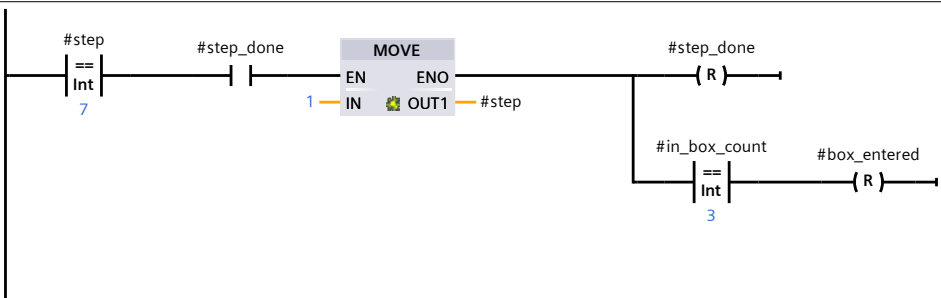 #step
#step_done
MOVE
#step_done
==
Int
EN
ENO
( R )
7
1
IN
OUT1
#step
#in_box_count
#box_entered
==
Int
( R )
3